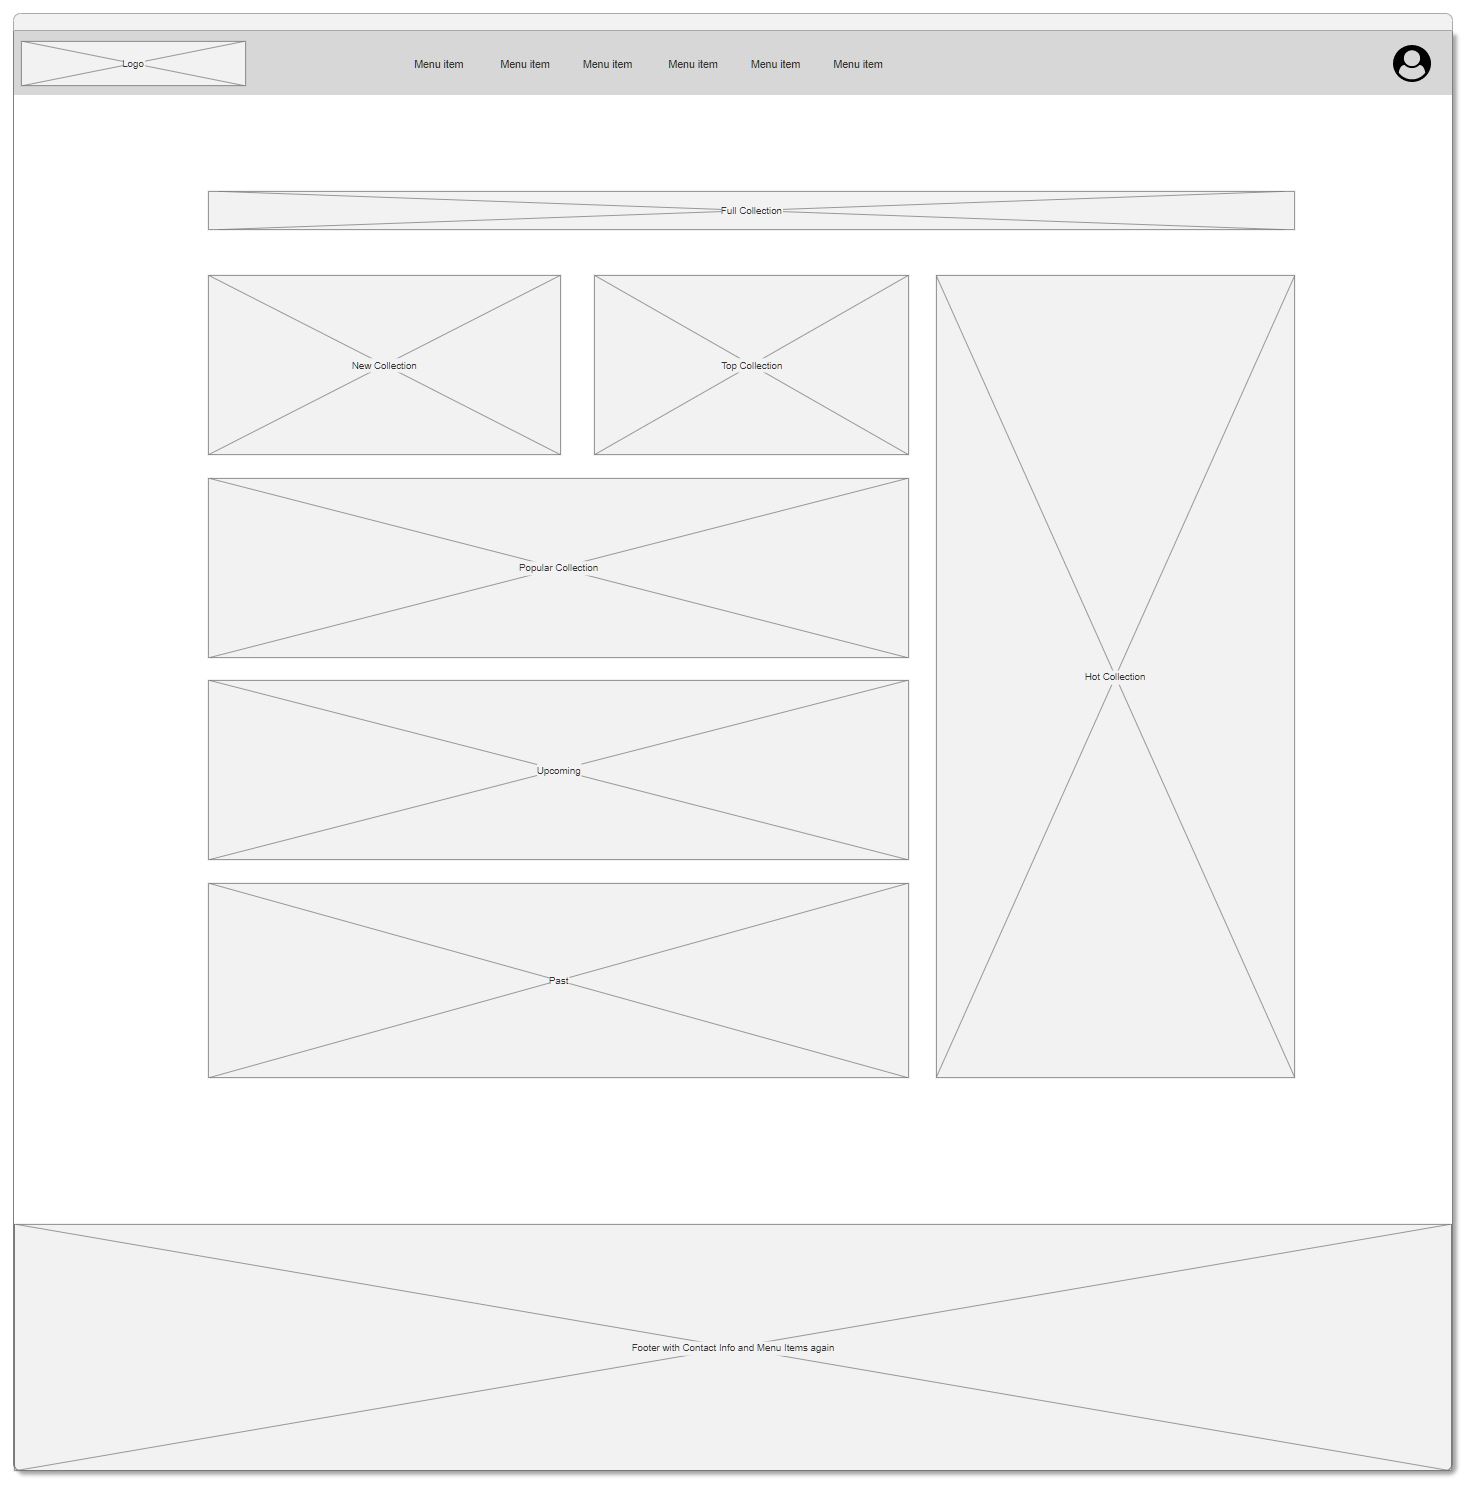 Logo
Menu item
Menu item
Menu item
Menu item
Menu item
Menu item
Full Collection
New Collection
Top Collection
Popular Collection
Hot Collection
Upcoming
Past
Footer with Contact Info and Menu Items again